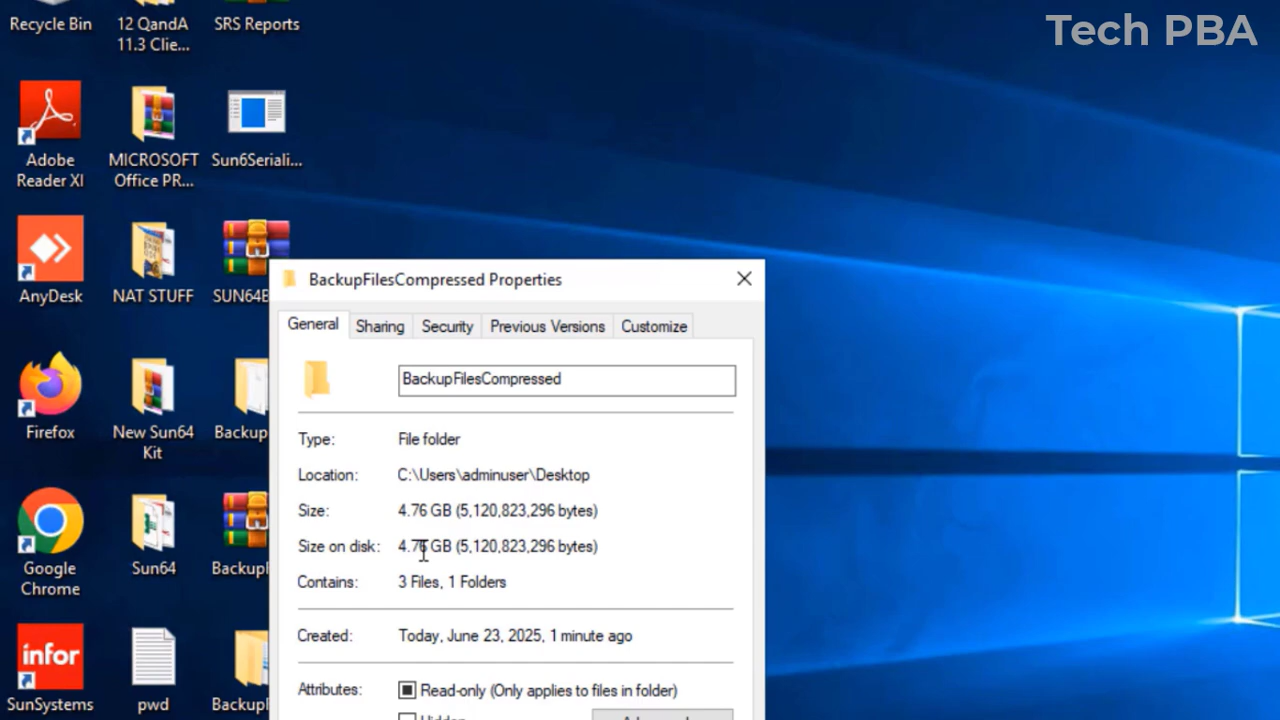 Tech PBA
Recycle Bin
12 QandA
11.3 Clie...
SRS Reports
Adobe
Reader XI
MICROSOFT
Office PR...
Sun6Seriali...
AnyDesk
NAT STUFF
SUN64
Firefox
New Sun64
Kit
Backup
Google
Chrome
Sun64
BackupF
infor
SunSystems
pwd
BackupF
BackupFilesCompressed Properties
General
Sharing
Security
Previous Versions
Customize
BackupFilesCompressed
Type: File folder
Location: C:\Users\adminuser\Desktop
Size: 4.76 GB (5,120,823,296 bytes)
Size on disk: 4.76 GB (5,120,823,296 bytes)
Contains: 3 Files, 1 Folders
Created: Today, June 23, 2025, 1 minute ago
Attributes: Read-only (Only applies to files in folder)